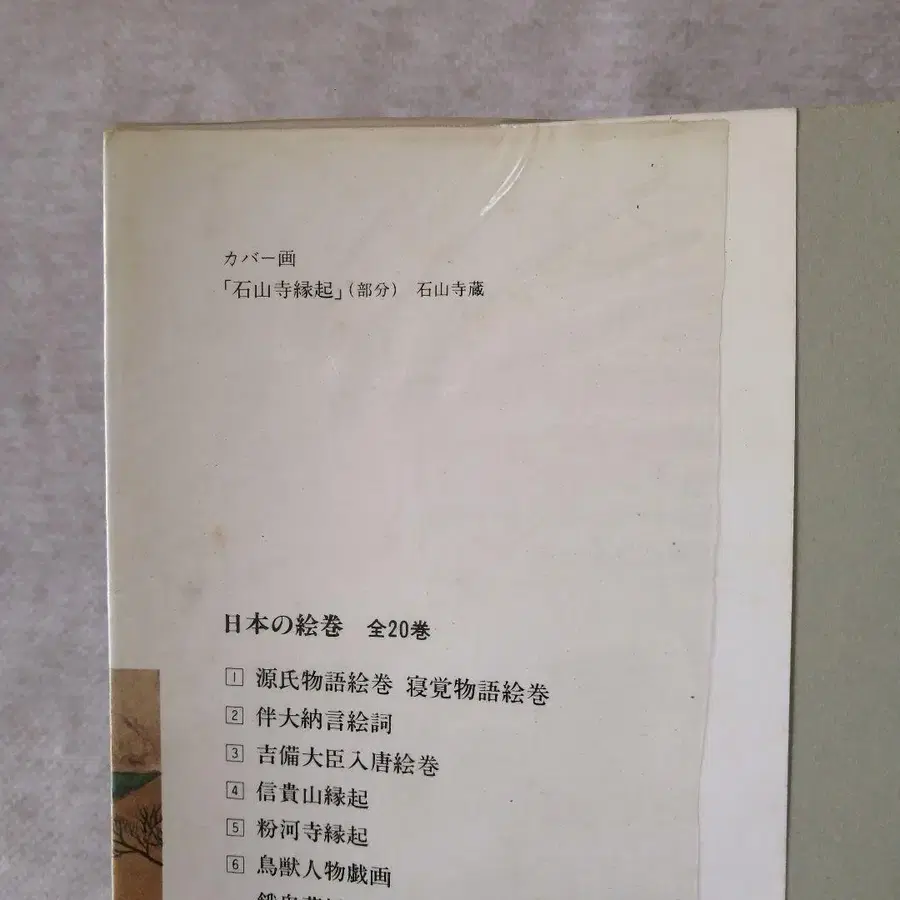 カバー画
「石山寺縁起」(部分) 石山寺蔵
日本の絵巻 全20巻
1 源氏物語絵巻 寝覚物語絵巻
2 伴大納言絵詞
3 吉備大臣入唐絵巻
4 信貴山縁起
5 粉河寺縁起
6 鳥獣人物戯画